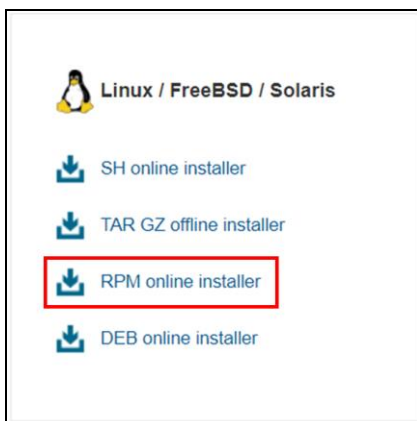 Linux / FreeBSD / Solaris
SH online installer
TAR GZ offline installer
RPM online installer
DEB online installer